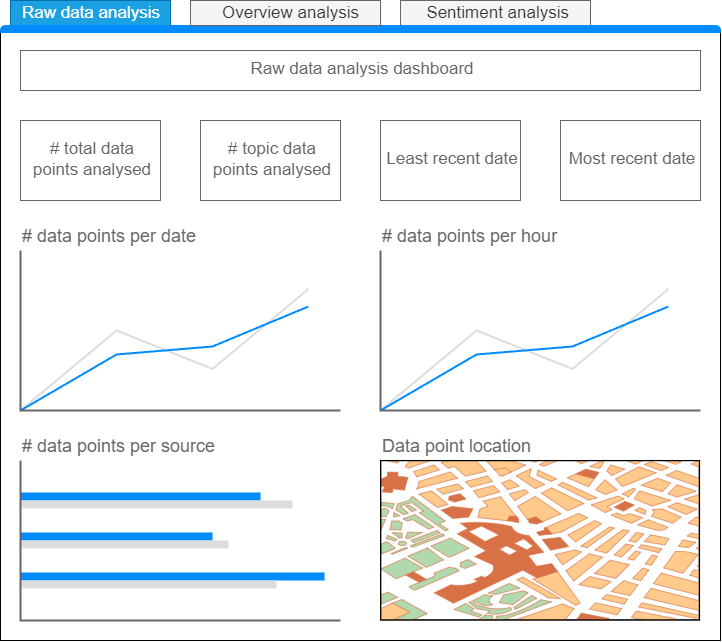 Raw data analysis
Overview analysis
Sentiment analysis
Raw data analysis dashboard
# total data
points analysed
# topic data
points analysed
Least recent date
Most recent date
# data points per date
# data points per hour
# data points per source
Data point location